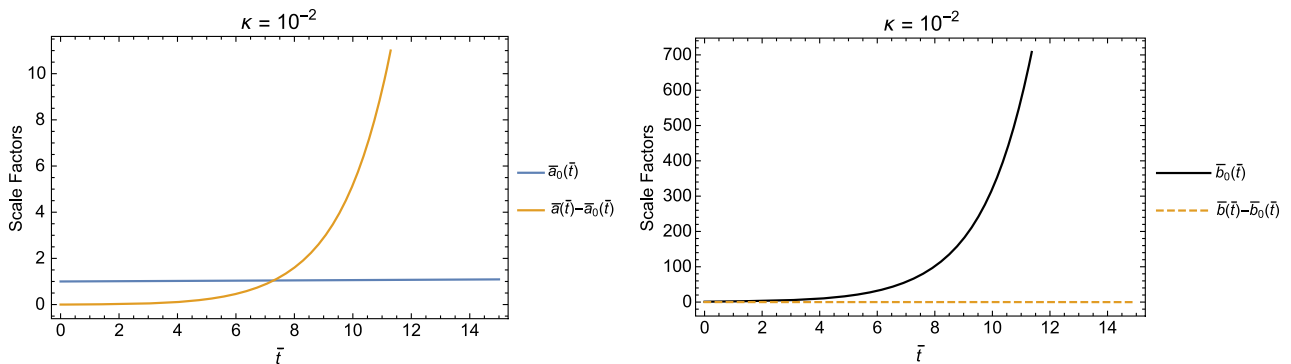 κ = 10⁻²
Scale Factors
10
8
6
4
2
0
0 2 4 6 8 10 12 14
t̄
ā₀(t̄)
ā(t̄)−ā₀(t̄)
κ = 10⁻²
Scale Factors
700
600
500
400
300
200
100
0
0 2 4 6 8 10 12 14
t̄
b̄₀(t̄)
b̄(t̄)−b̄₀(t̄)